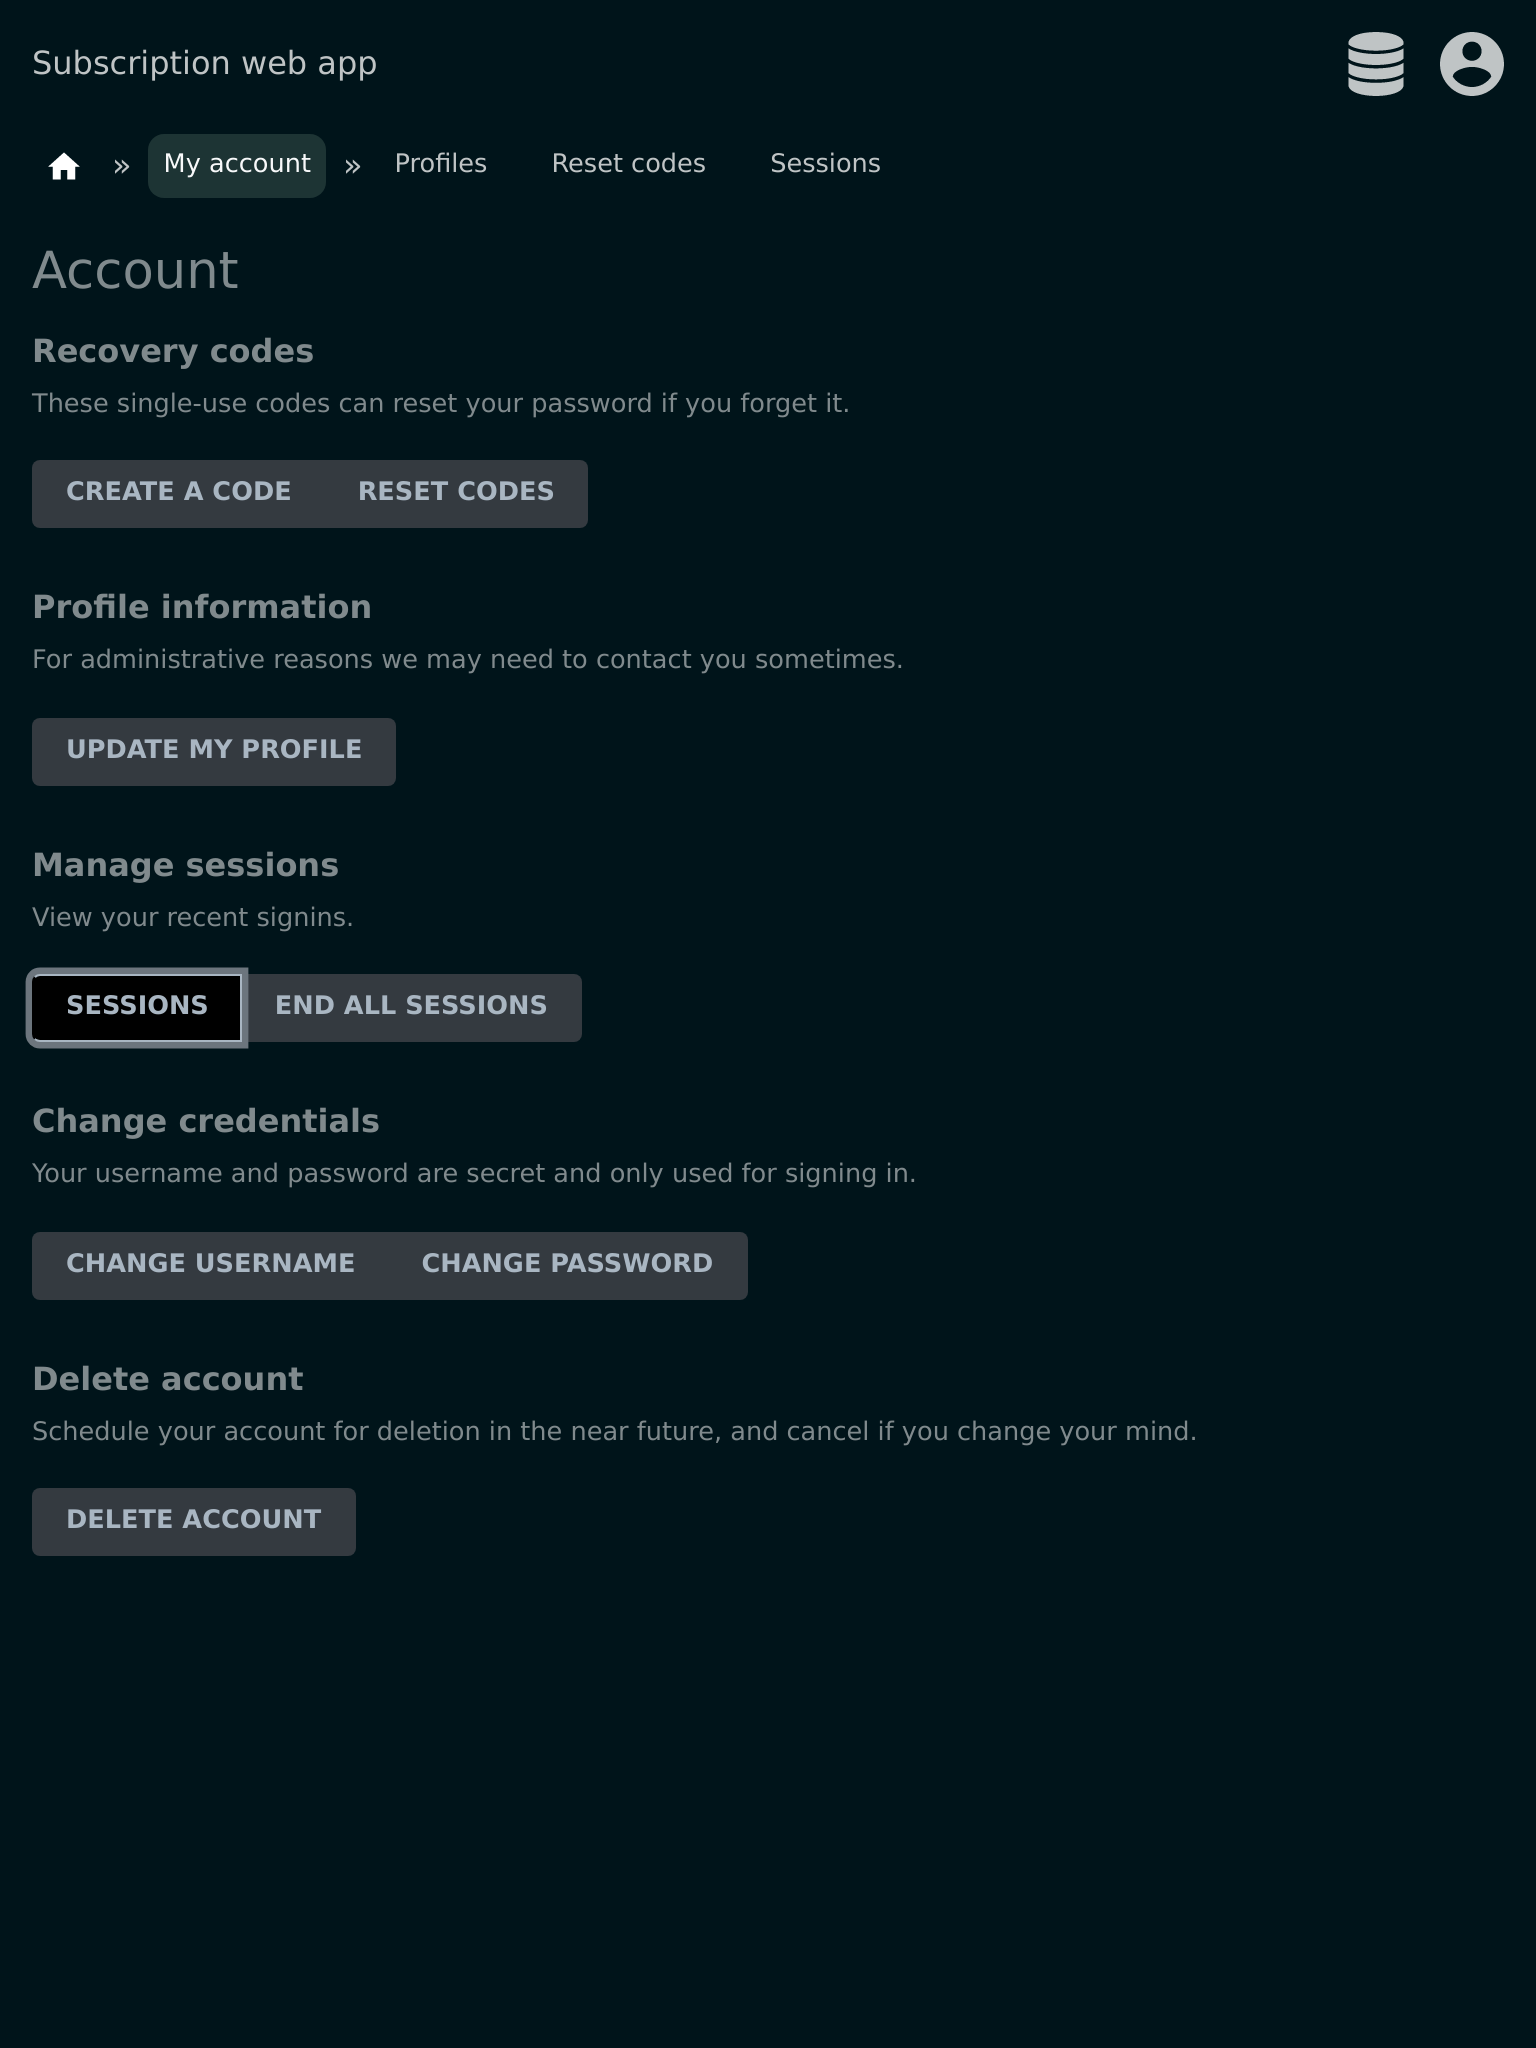 Subscription web app
» My account » Profiles Reset codes Sessions
Account
Recovery codes
These single-use codes can reset your password if you forget it.
CREATE A CODE RESET CODES
Profile information
For administrative reasons we may need to contact you sometimes.
UPDATE MY PROFILE
Manage sessions
View your recent signins.
SESSIONS END ALL SESSIONS
Change credentials
Your username and password are secret and only used for signing in.
CHANGE USERNAME CHANGE PASSWORD
Delete account
Schedule your account for deletion in the near future, and cancel if you change your mind.
DELETE ACCOUNT